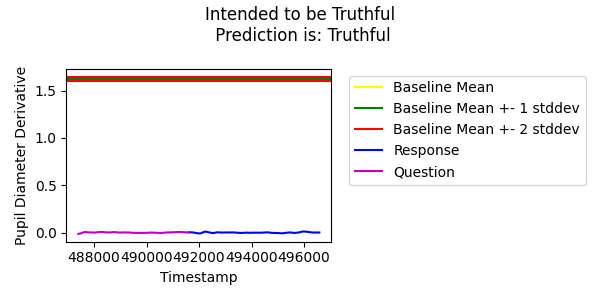 Intended to be Truthful
Prediction is: Truthful
Pupil Diameter Derivative
1.5
1.0
0.5
0.0
488000 490000 492000 494000 496000
Timestamp
Baseline Mean
Baseline Mean +- 1 stddev
Baseline Mean +- 2 stddev
Response
Question